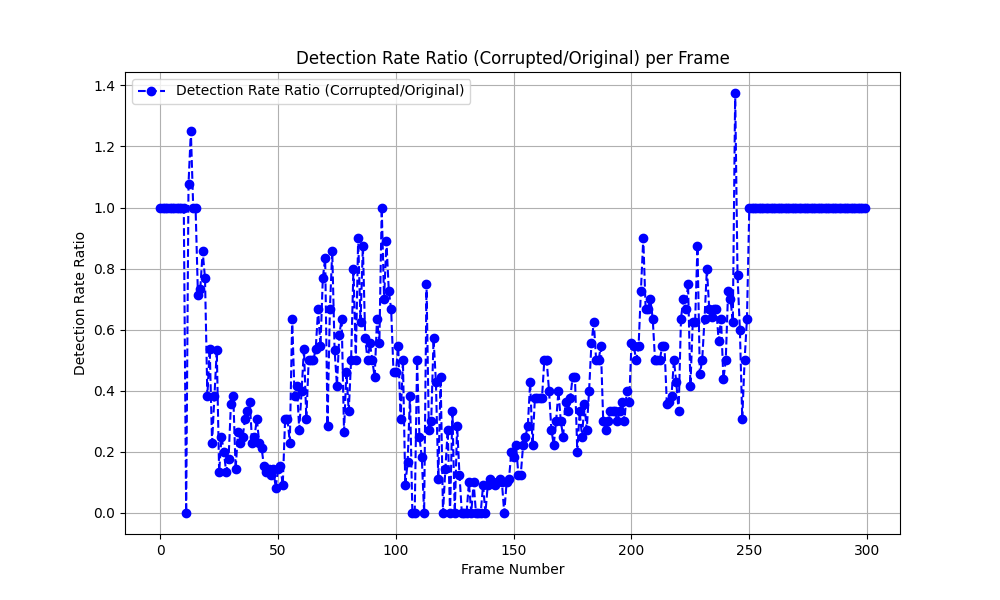 Detection Rate Ratio (Corrupted/Original) per Frame
Detection Rate Ratio (Corrupted/Original)
Detection Rate Ratio
1.4
1.2
1.0
0.8
0.6
0.4
0.2
0.0
0 50 100 150 200 250 300
Frame Number